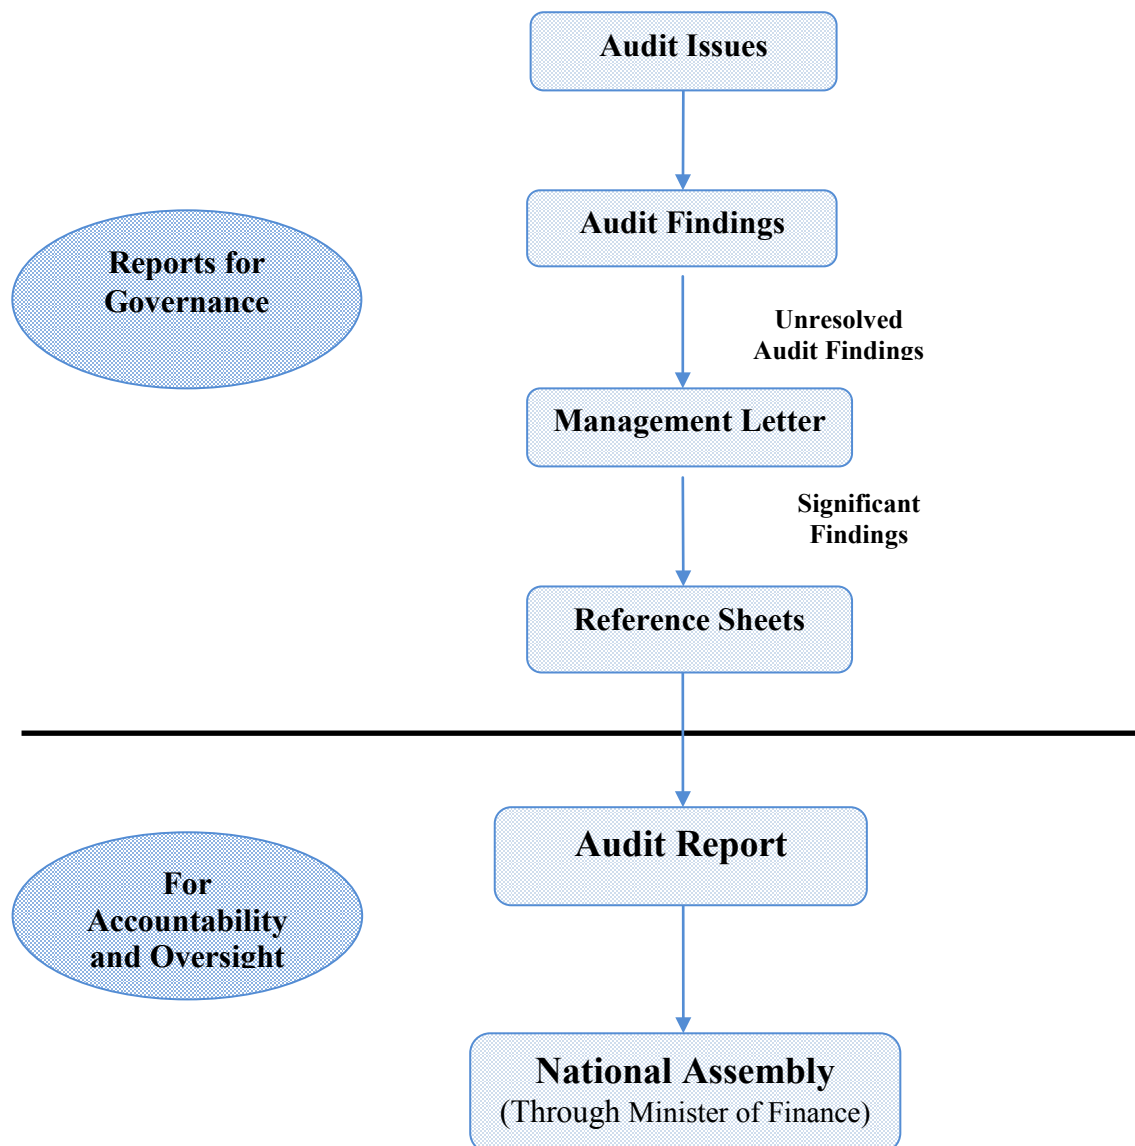 Audit Issues
Audit Findings
Reports for
Governance
Unresolved
Audit Findings
Management Letter
Significant
Findings
Reference Sheets
Audit Report
For
Accountability
and Oversight
National Assembly
(Through Minister of Finance)